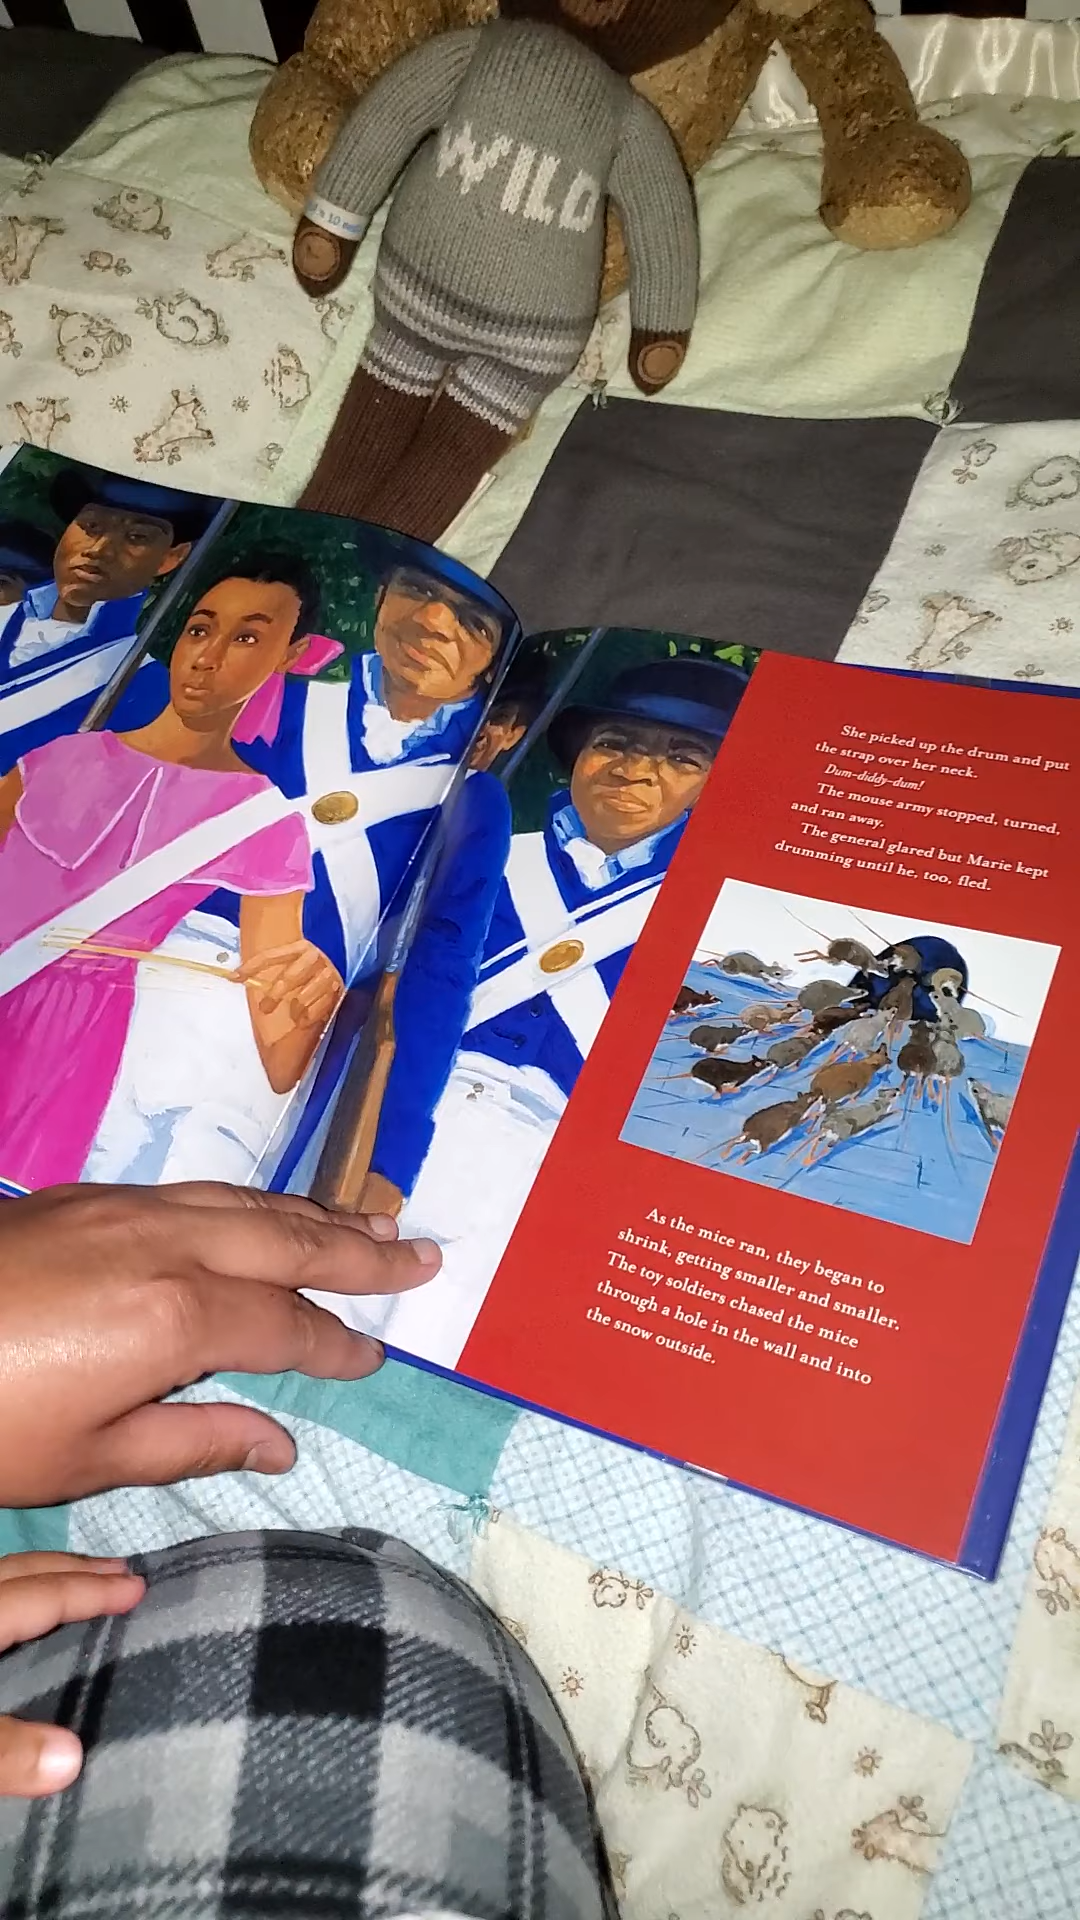 WILD
10
She picked up the drum and put
the strap over her neck.
Dum-diddy-dum!
The mouse army stopped, turned,
and ran away.
The general glared but Marie kept
drumming until he, too, fled.
As the mice ran, they began to
shrink, getting smaller and smaller.
The toy soldiers chased the mice
through a hole in the wall and into
the snow outside.